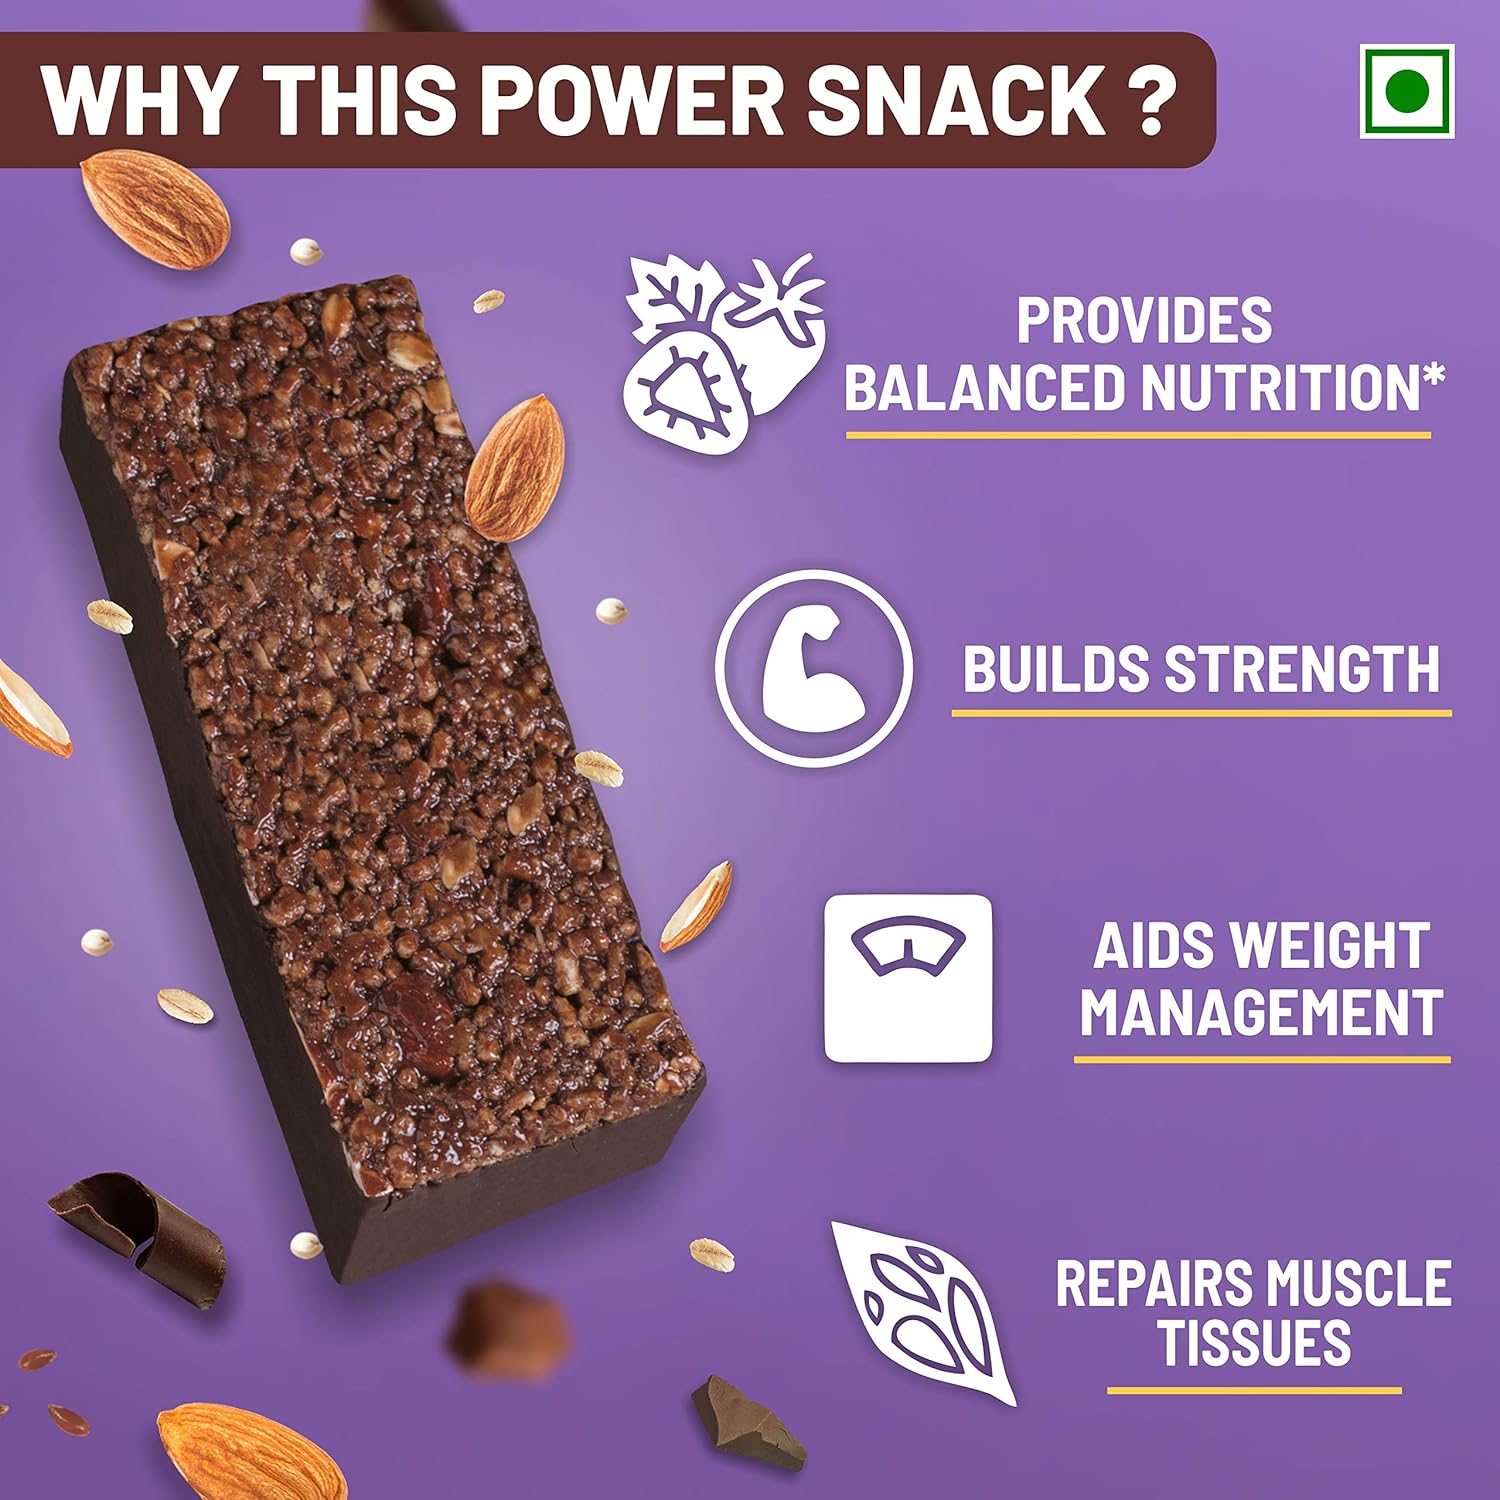 WHY THIS POWER SNACK ?
PROVIDES
BALANCED NUTRITION*
BUILDS STRENGTH
AIDS WEIGHT
MANAGEMENT
REPAIRS MUSCLE
TISSUES